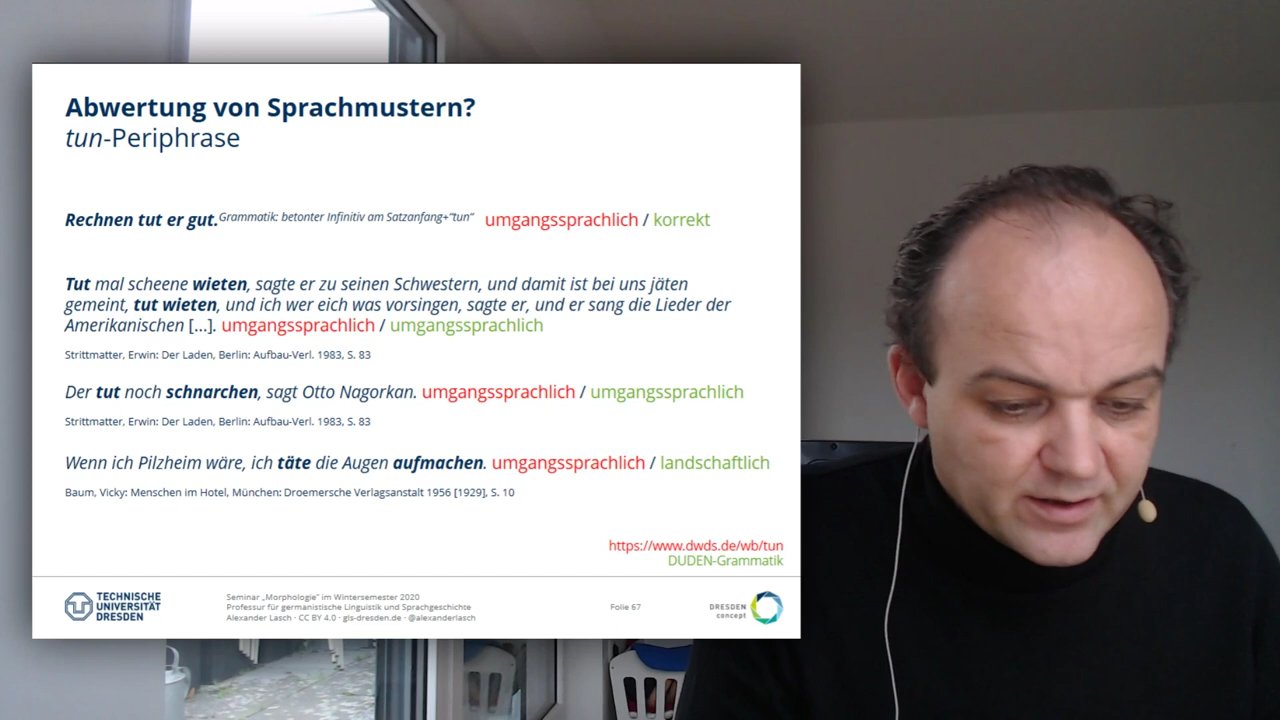 Abwertung von Sprachmustern?
tun-Periphrase
Rechnen tut er gut. Grammatik: betonter Infinitiv am Satzanfang+"tun" umgangssprachlich / korrekt
Tut mal scheene wieten, sagte er zu seinen Schwestern, und damit ist bei uns jäten
gemeint, tut wieten, und ich wer eich was vorsingen, sagte er, und er sang die Lieder der
Amerikanischen [...]. umgangssprachlich / umgangssprachlich
Strittmatter, Erwin: Der Laden, Berlin: Aufbau-Verl. 1983, S. 83
Der tut noch schnarchen, sagt Otto Nagorkan. umgangssprachlich / umgangssprachlich
Strittmatter, Erwin: Der Laden, Berlin: Aufbau-Verl. 1983, S. 83
Wenn ich Pilzheim wäre, ich täte die Augen aufmachen. umgangssprachlich / landschaftlich
Baum, Vicky: Menschen im Hotel, München: Droemersche Verlagsanstalt 1956 [1929], S. 10
https://www.dwds.de/wb/tun
DUDEN-Grammatik
TECHNISCHE
UNIVERSITÄT
DRESDEN
Seminar „Morphologie" im Wintersemester 2020
Professur für germanistische Linguistik und Sprachgeschichte
Alexander Lasch · CC BY 4.0 · gls-dresden.de · @alexanderlasch
Folie 67
DRESDEN
concept